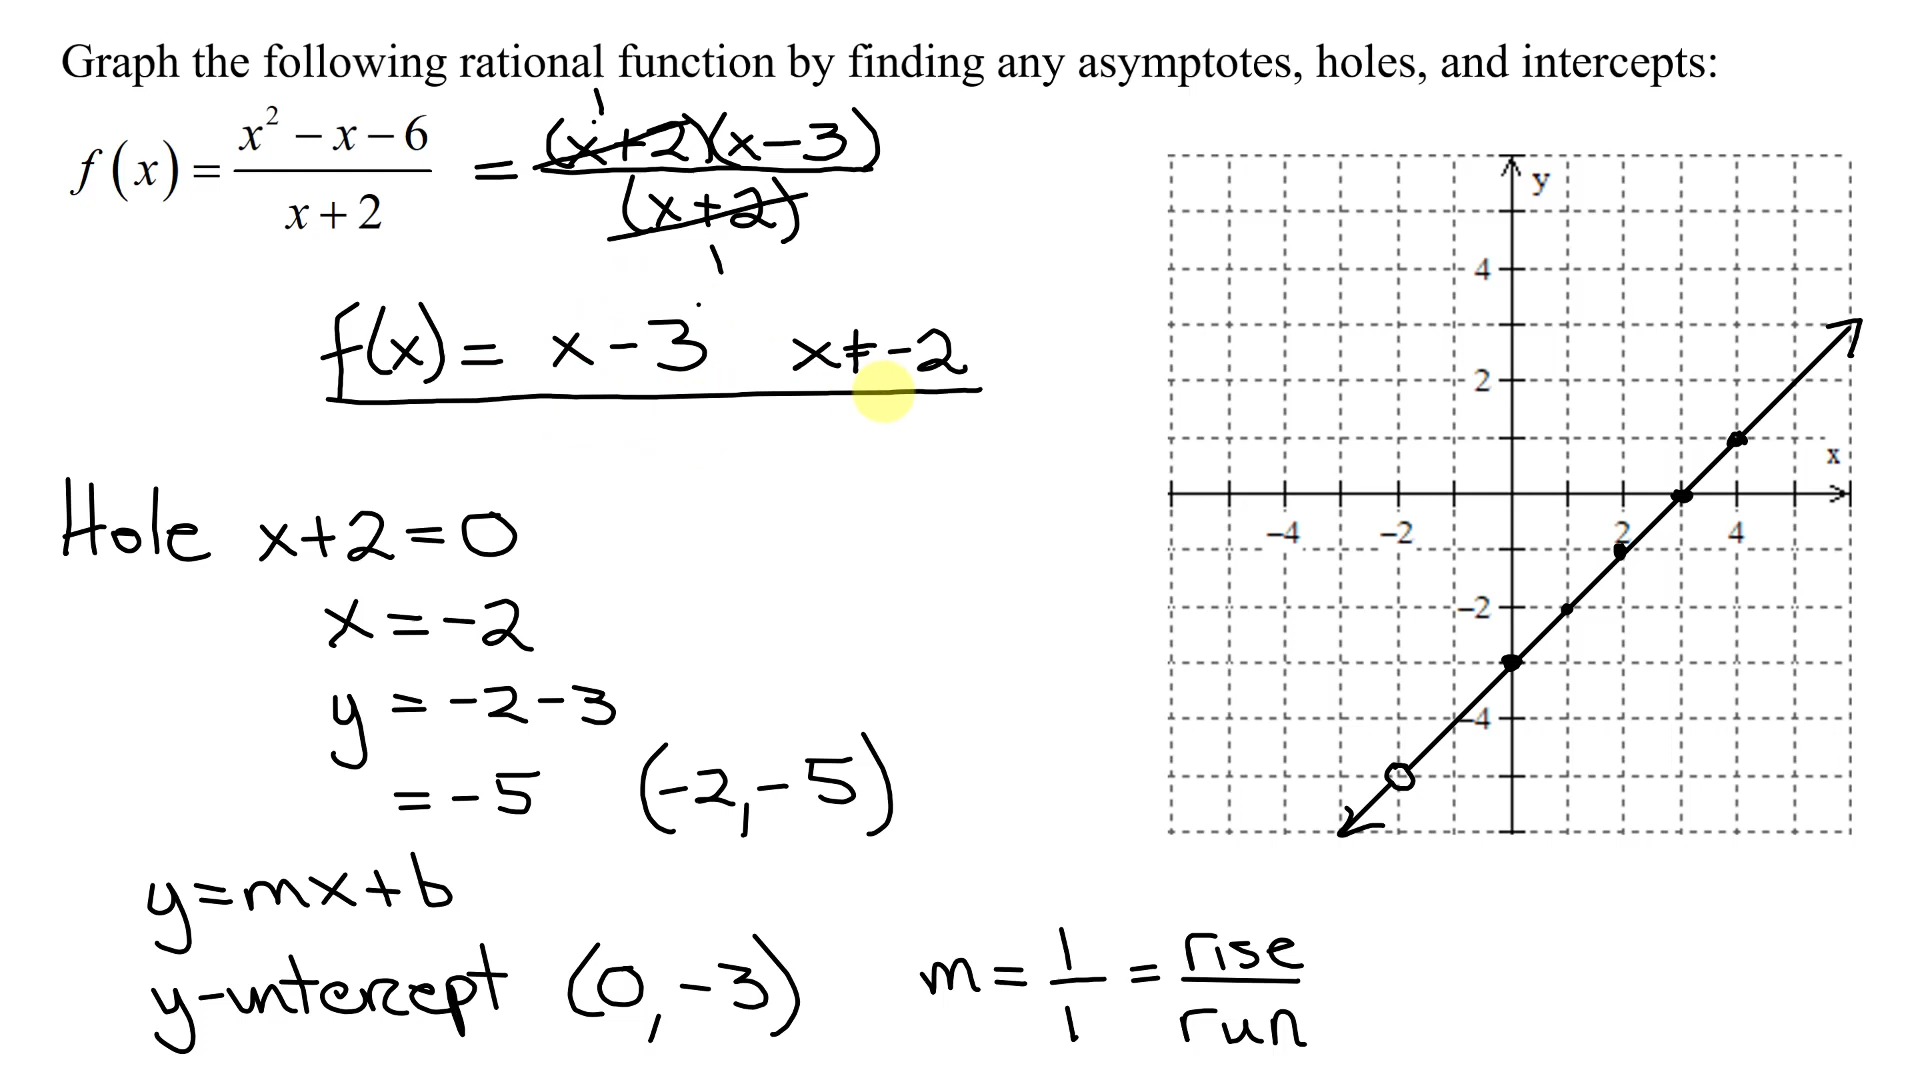 Graph the following rational function by finding any asymptotes, holes, and intercepts:
f(x) = (x² − x − 6)/(x + 2) = (x+2)(x−3)/(x+2)
1
1
f(x) = x − 3 x ≠ −2
Hole x+2=0
x = −2
y = −2−3
= −5 (−2, −5)
y=mx+b
y-intercept (0, −3) m = 1/1 = rise/run
y
4
2
x
−4 −2 2 4
−2
−4